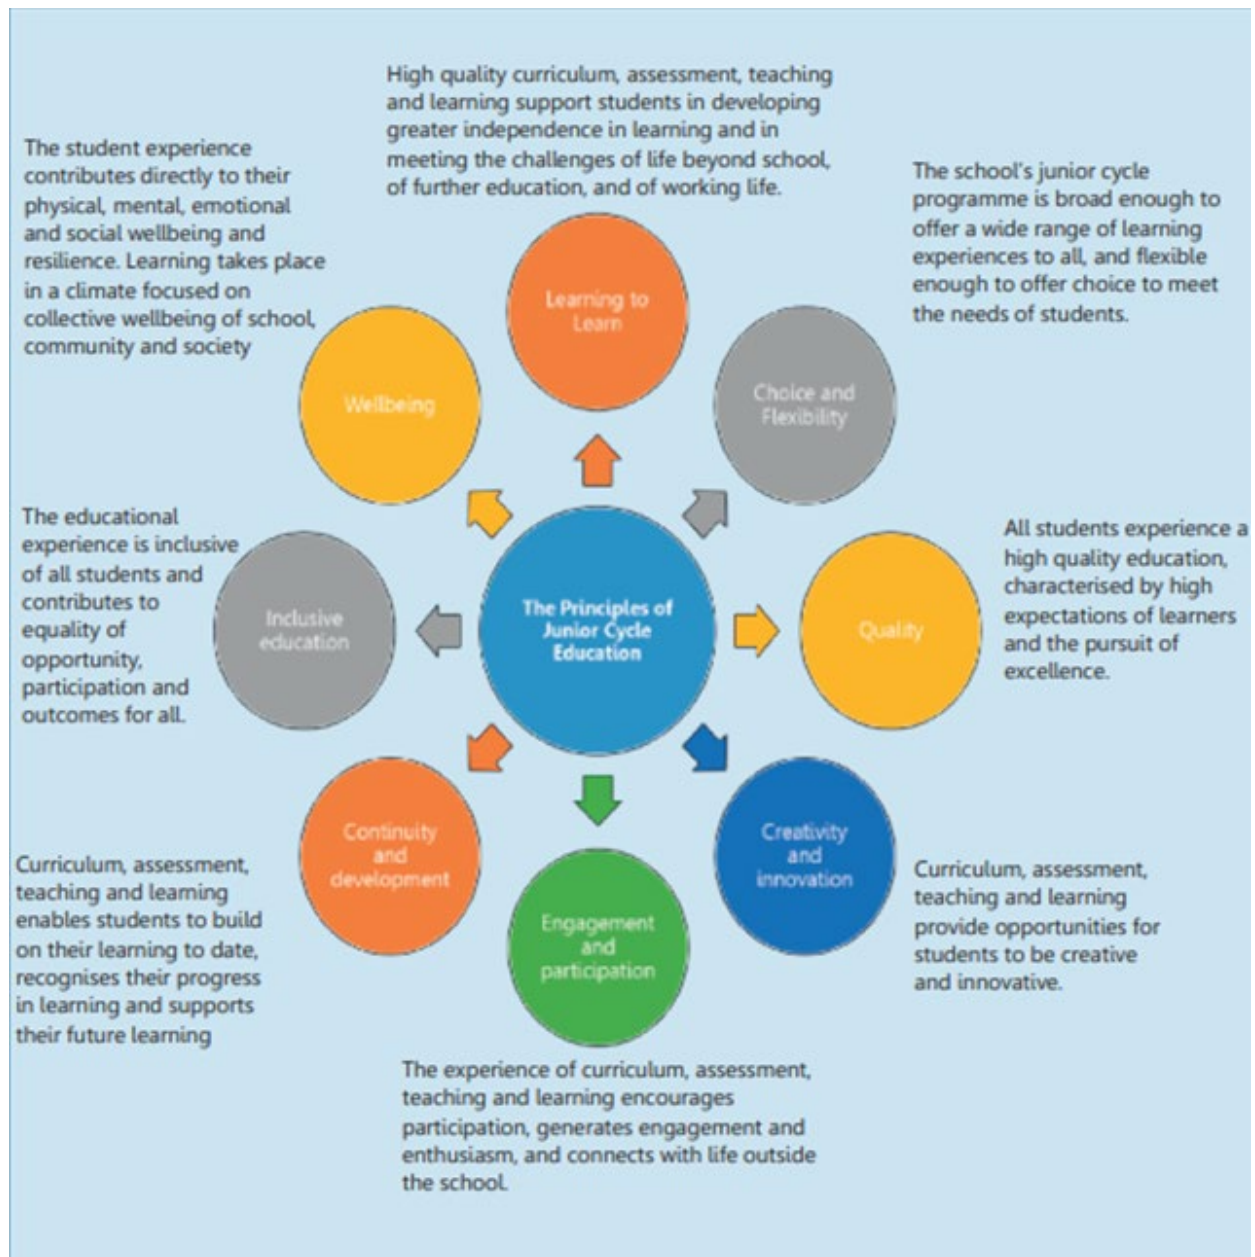 High quality curriculum, assessment, teaching
and learning support students in developing
greater independence in learning and in
meeting the challenges of life beyond school,
of further education, and of working life.
The student experience
contributes directly to their
physical, mental, emotional
and social wellbeing and
resilience. Learning takes place
in a climate focused on
collective wellbeing of school,
community and society
The school's junior cycle
programme is broad enough to
offer a wide range of learning
experiences to all, and flexible
enough to offer choice to meet
the needs of students.
Learning to
Learn
Wellbeing
Choice and
Flexibility
The educational
experience is inclusive
of all students and
contributes to
equality of
opportunity,
participation and
outcomes for all.
Inclusive
education
The Principles of
Junior Cycle
Education
Quality
All students experience a
high quality education,
characterised by high
expectations of learners
and the pursuit of
excellence.
Continuity
and
development
Creativity
and
innovation
Engagement
and
participation
Curriculum, assessment,
teaching and learning
enables students to build
on their learning to date,
recognises their progress
in learning and supports
their future learning
Curriculum, assessment,
teaching and learning
provide opportunities for
students to be creative
and innovative.
The experience of curriculum, assessment,
teaching and learning encourages
participation, generates engagement and
enthusiasm, and connects with life outside
the school.